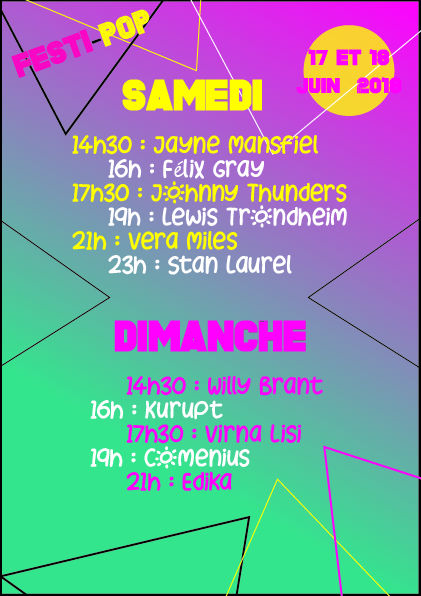 FESTI-POP
17 ET 18
JUIN 2018
SAMEDI
14h30 : Jayne Mansfiel
16h : Félix Gray
17h30 : Johnny Thunders
19h : Lewis Trondheim
21h : Vera Miles
23h : Stan Laurel
DIMANCHE
14h30 : Willy Brant
16h : Kurupt
17h30 : Virna Lisi
19h : Comenius
21h : Edika